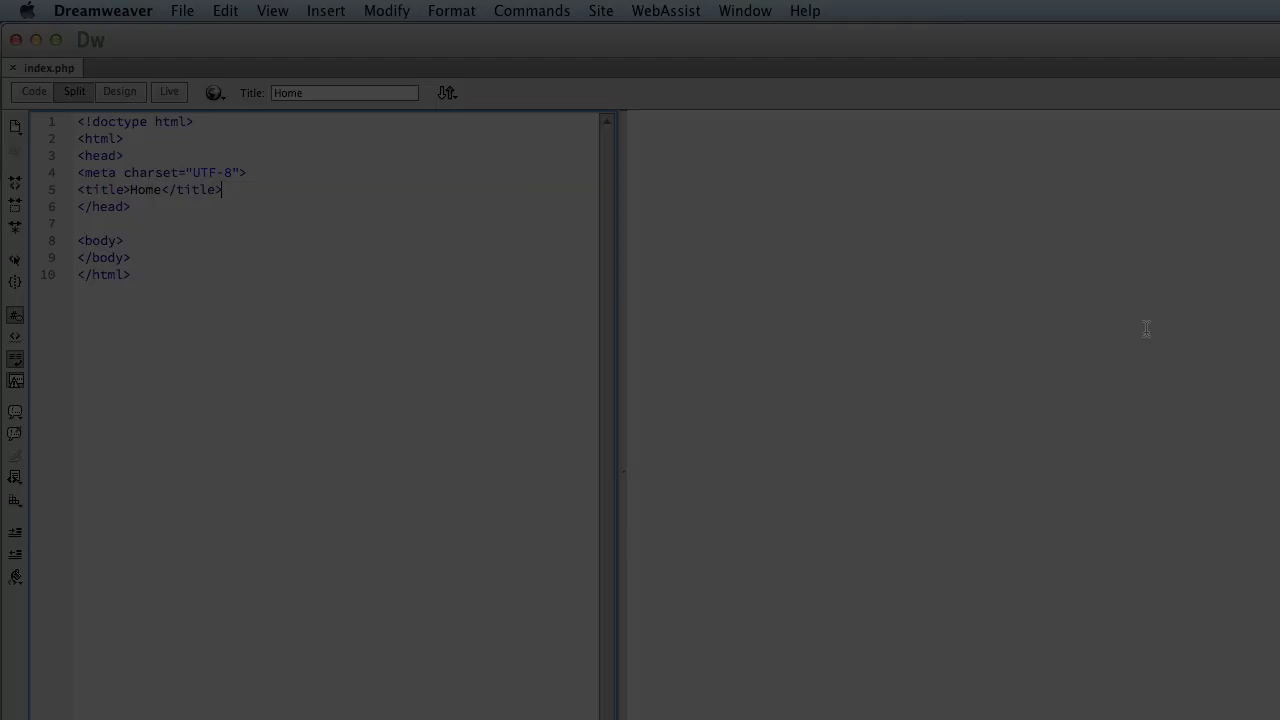 Dreamweaver File Edit View Insert Modify Format Commands Site WebAssist Window Help
Dw
× index.php
Code Split Design Live Title: Home
1 <!doctype html>
2 <html>
3 <head>
4 <meta charset="UTF-8">
5 <title>Home</title>
6 </head>
7
8 <body>
9 </body>
10 </html>